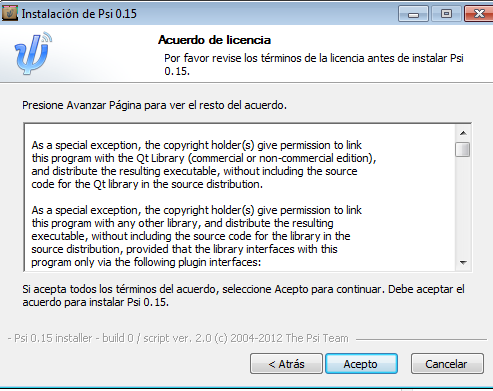 Instalación de Psi 0.15
Acuerdo de licencia
Por favor revise los términos de la licencia antes de instalar Psi
0.15.
Presione Avanzar Página para ver el resto del acuerdo.
As a special exception, the copyright holder(s) give permission to link
this program with the Qt Library (commercial or non-commercial edition),
and distribute the resulting executable, without including the source
code for the Qt library in the source distribution.
As a special exception, the copyright holder(s) give permission to link
this program with any other library, and distribute the resulting
executable, without including the source code for the library in the
source distribution, provided that the library interfaces with this
program only via the following plugin interfaces:
Si acepta todos los términos del acuerdo, seleccione Acepto para continuar. Debe aceptar el
acuerdo para instalar Psi 0.15.
Psi 0.15 installer - build 0 / script ver. 2.0 (c) 2004-2012 The Psi Team
< Atrás
Acepto
Cancelar